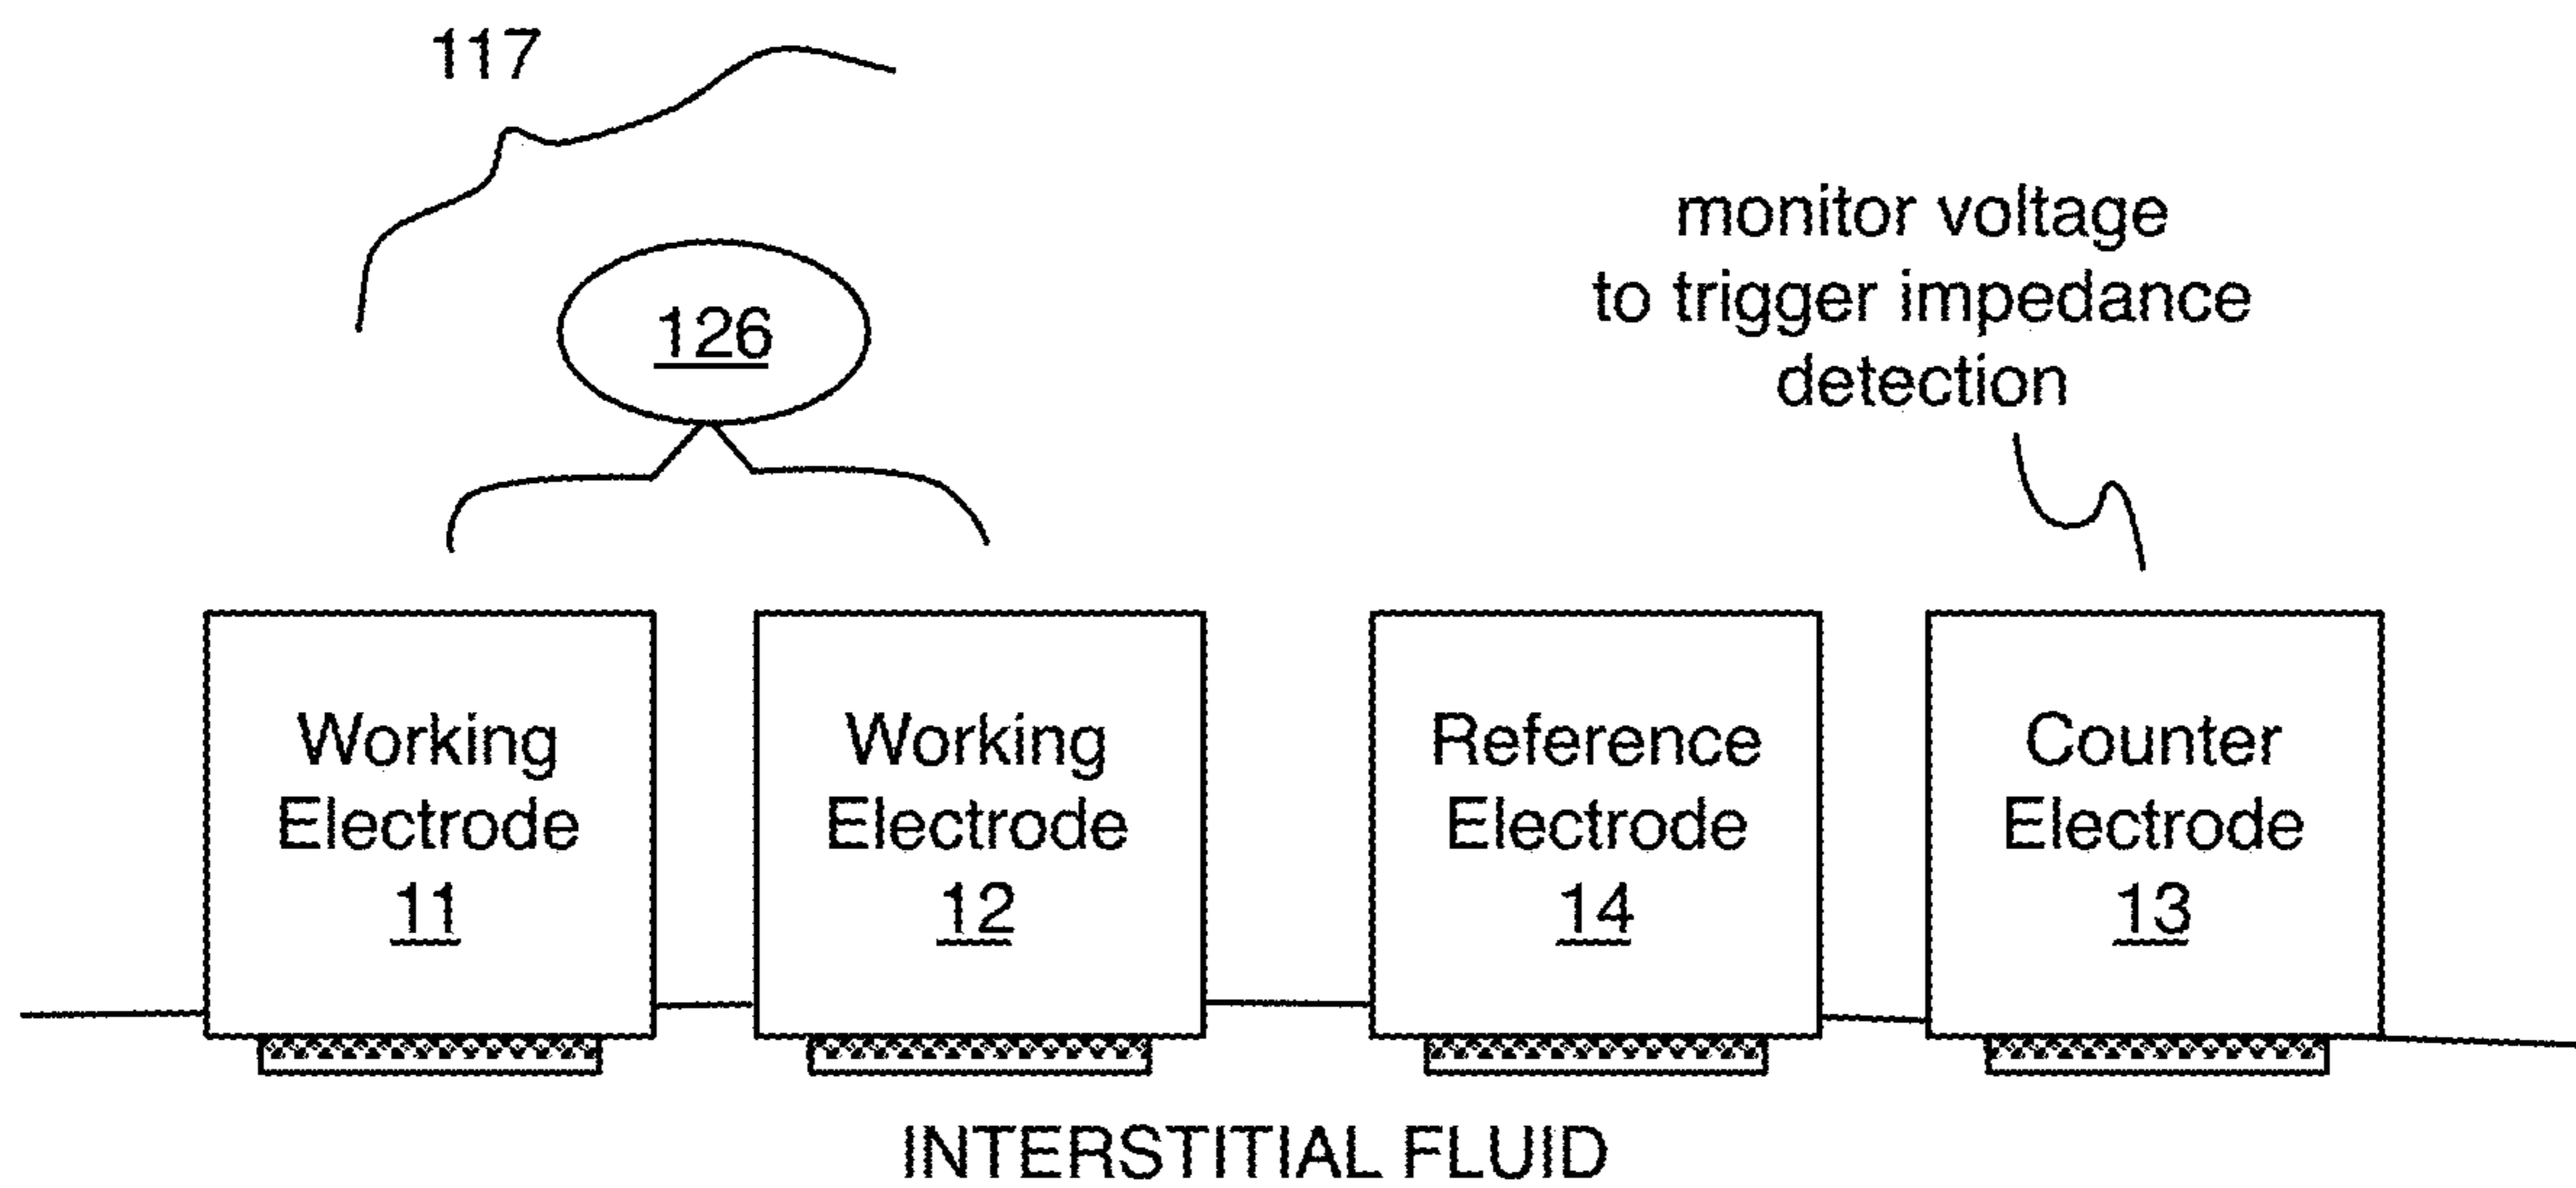 117
126
monitor voltage
to trigger impedance
detection
Working
Electrode
11
Working
Electrode
12
Reference
Electrode
14
Counter
Electrode
13
INTERSTITIAL FLUID